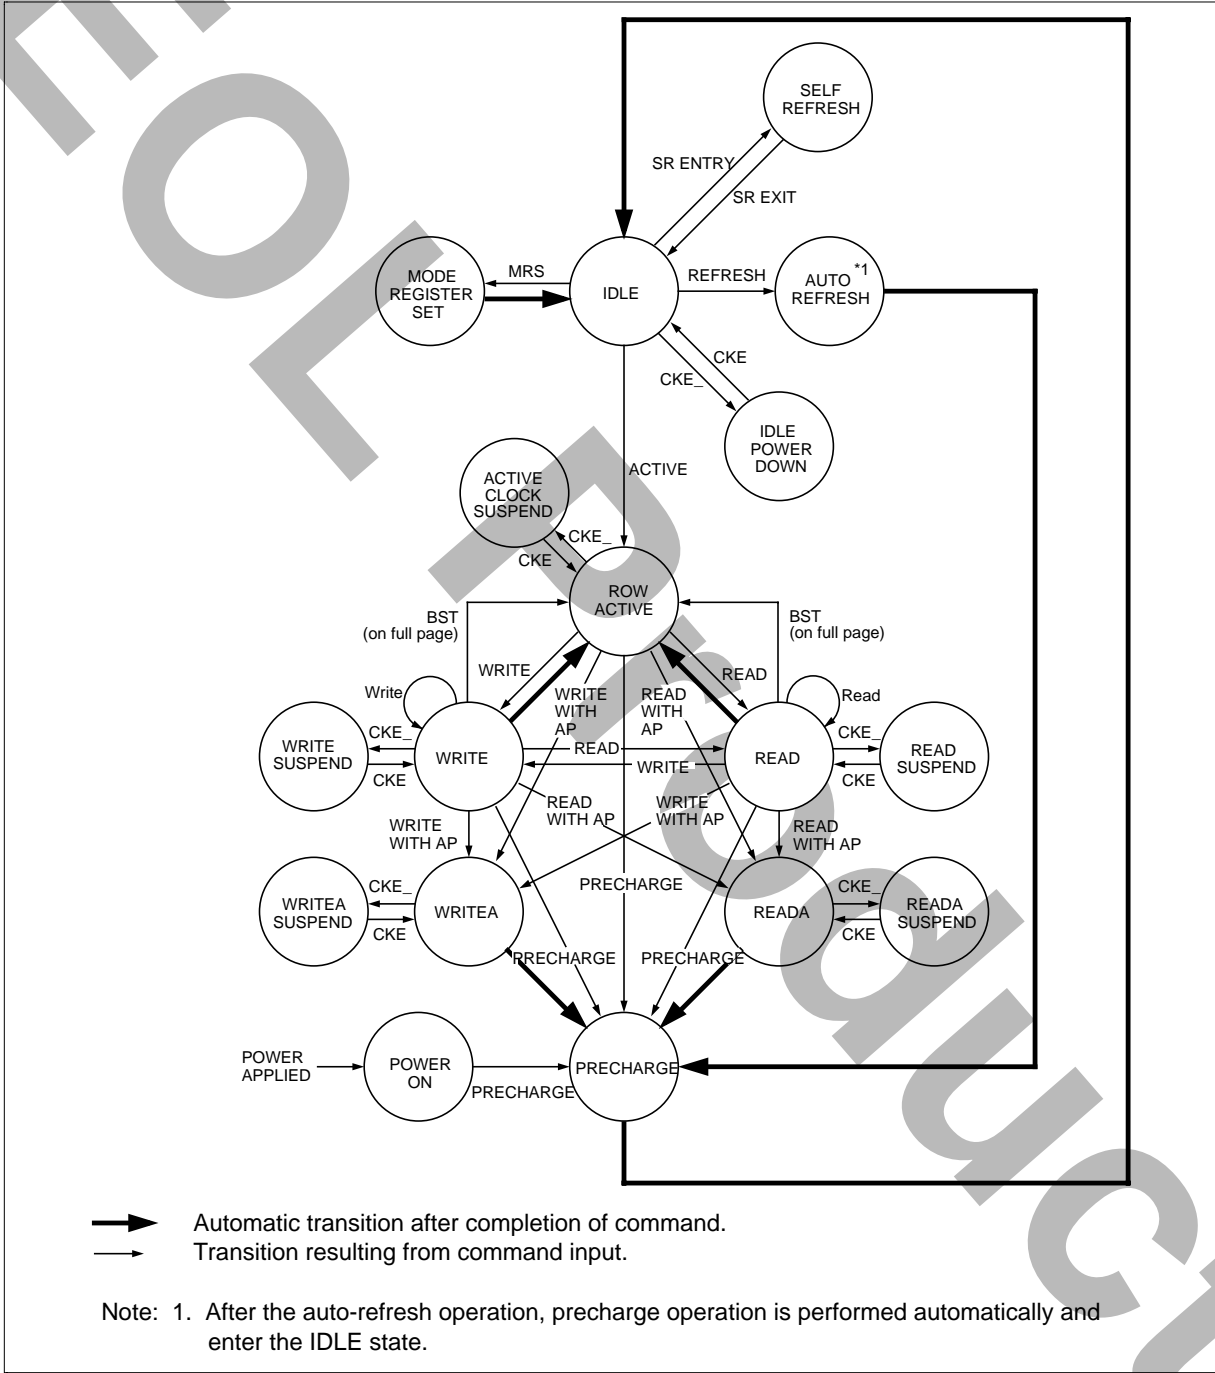 SELF
REFRESH
SR ENTRY
SR EXIT
MODE
REGISTER
SET
MRS
IDLE
REFRESH
AUTO *1
REFRESH
CKE
CKE_
IDLE
POWER
DOWN
ACTIVE
ACTIVE
CLOCK
SUSPEND
CKE_
CKE
ROW
ACTIVE
BST
(on full page)
BST
(on full page)
WRITE
READ
Write
WRITE
WITH
AP
READ
WITH
AP
Read
WRITE
SUSPEND
CKE_
CKE
WRITE
READ
WRITE
READ
CKE_
CKE
READ
SUSPEND
READ
WITH AP
WRITE
WITH AP
WRITE
WITH AP
READ
WITH AP
PRECHARGE
WRITEA
SUSPEND
CKE_
CKE
WRITEA
READA
CKE_
CKE
READA
SUSPEND
PRECHARGE
PRECHARGE
POWER
APPLIED
POWER
ON
PRECHARGE
PRECHARGE
Automatic transition after completion of command.
Transition resulting from command input.
Note: 1. After the auto-refresh operation, precharge operation is performed automatically and
enter the IDLE state.
EOL Product